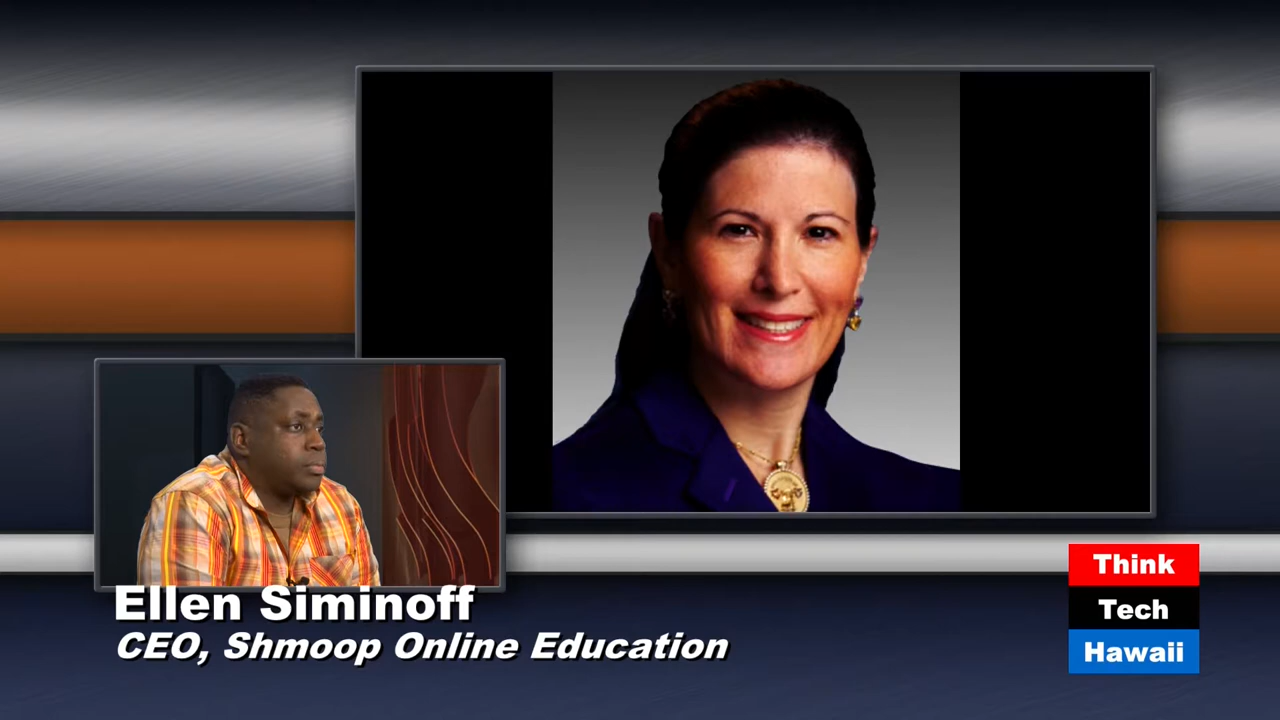 Ellen Siminoff
CEO, Shmoop Online Education
Think
Tech
Hawaii